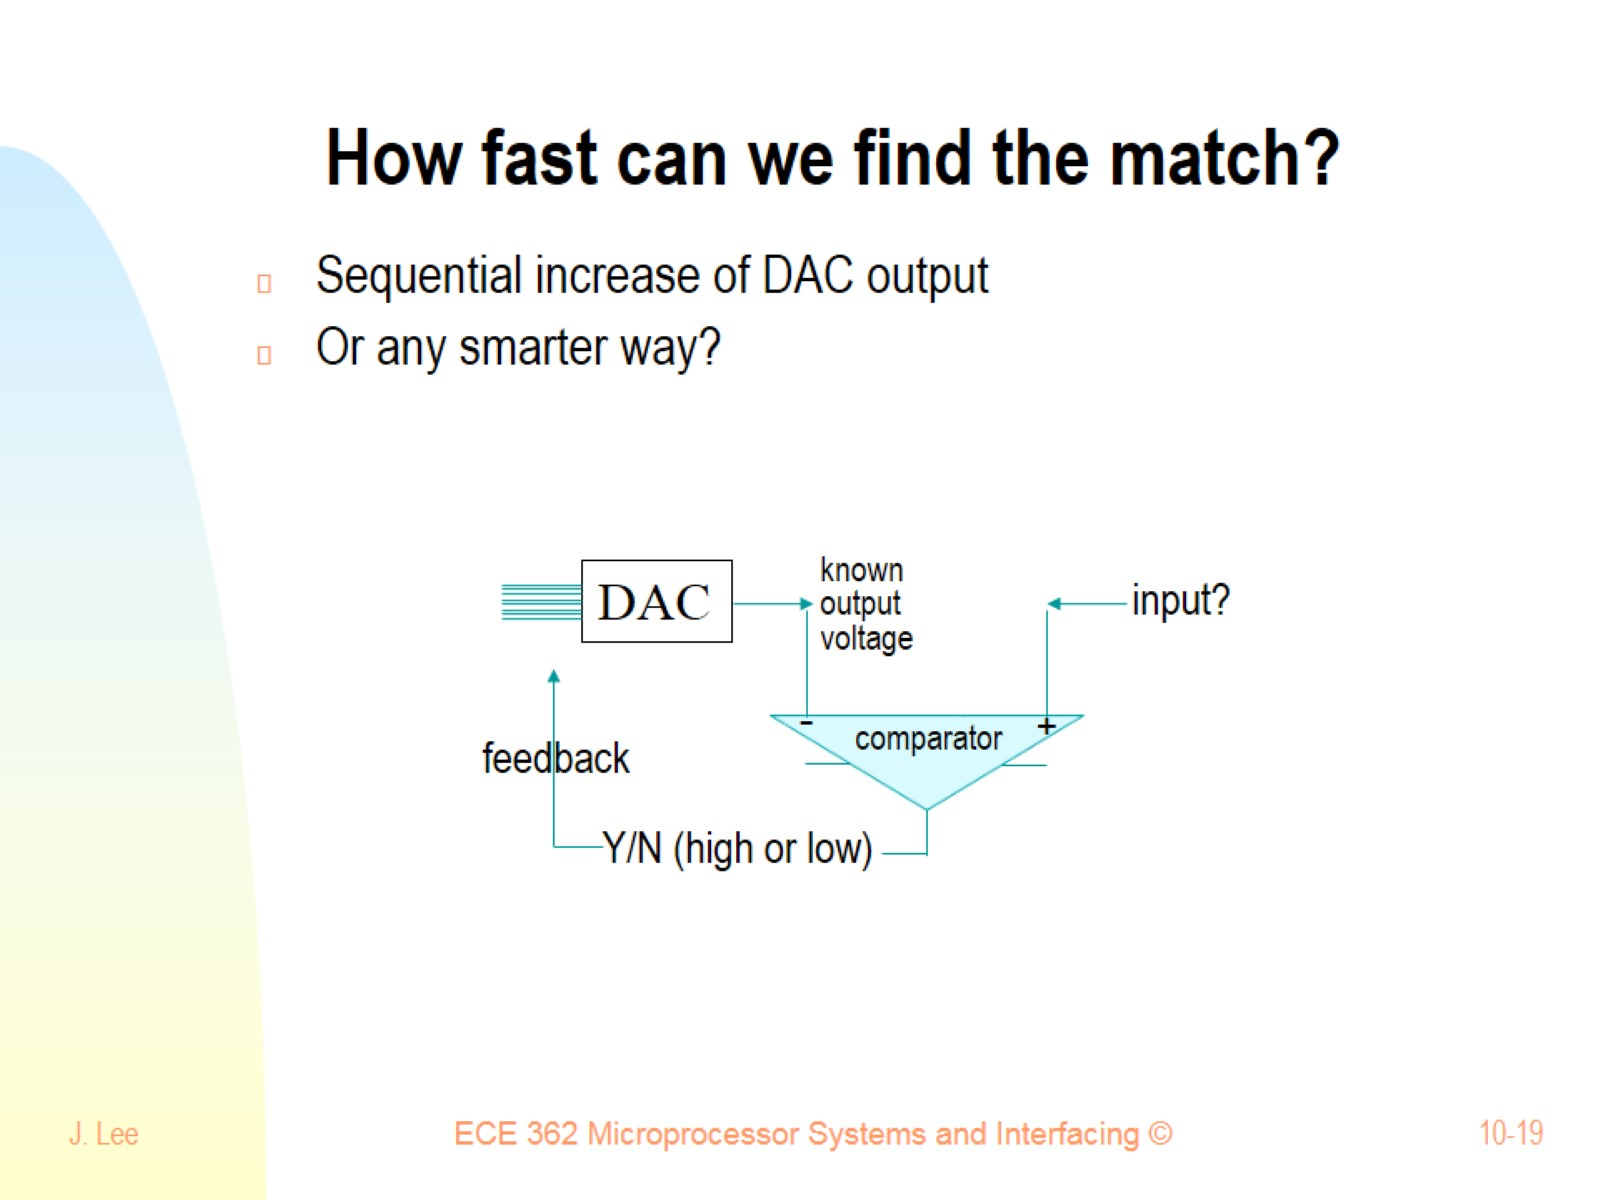 How fast can we find the match?
Sequential increase of DAC output
Or any smarter way?
DAC
known
output
voltage
input?
-
+
comparator
feedback
Y/N (high or low)
J. Lee
ECE 362 Microprocessor Systems and Interfacing ©
10-19